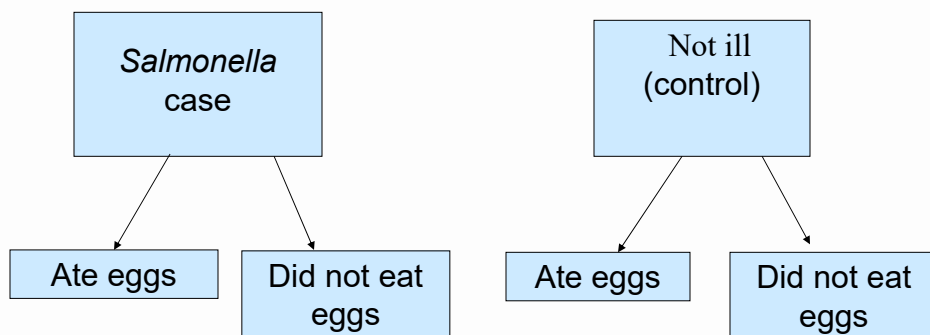 Salmonella
case
Not ill
(control)
Ate eggs
Did not eat
eggs
Ate eggs
Did not eat
eggs